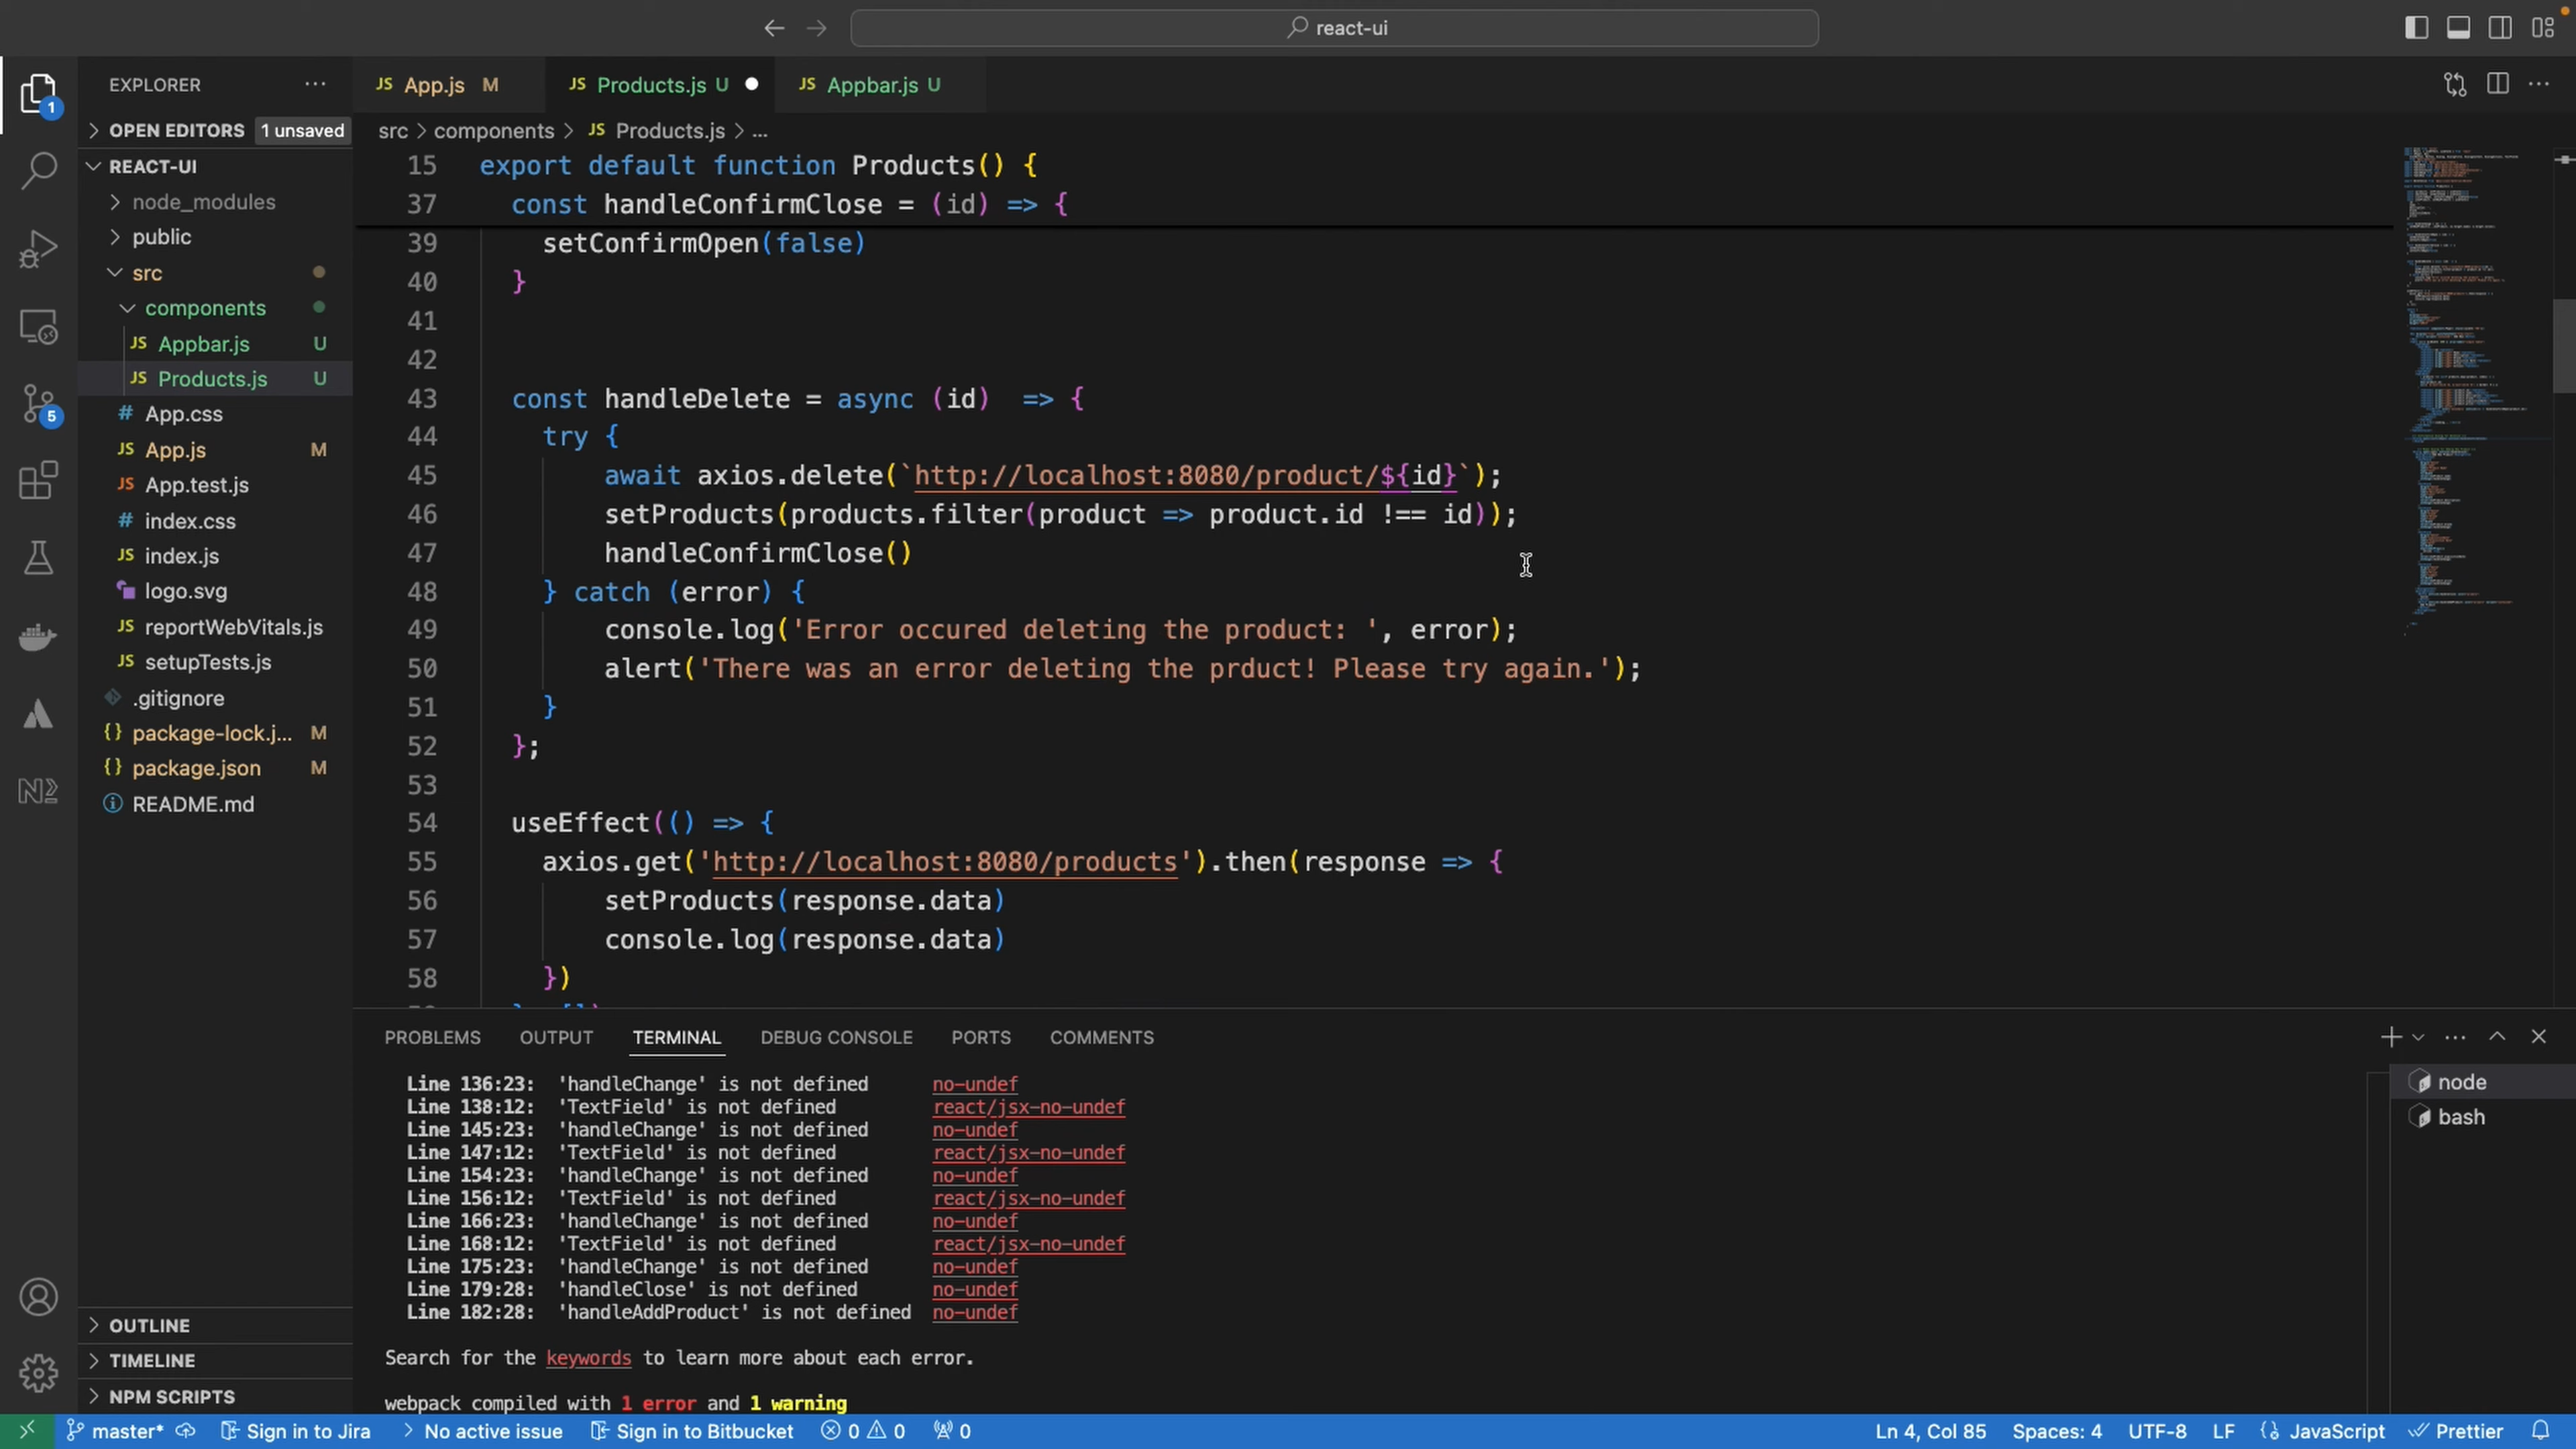 react-ui
EXPLORER
OPEN EDITORS 1 unsaved
REACT-UI
node_modules
public
src
components
JS Appbar.js U
JS Products.js U
# App.css
JS App.js M
JS App.test.js
# index.css
JS index.js
logo.svg
JS reportWebVitals.js
JS setupTests.js
.gitignore
{} package-lock.j... M
{} package.json M
README.md
OUTLINE
TIMELINE
NPM SCRIPTS
1
5
JS App.js M
JS Products.js U
JS Appbar.js U
src > components > JS Products.js > ...
15 export default function Products() {
37 const handleConfirmClose = (id) => {
39 setConfirmOpen(false)
40 }
41
42
43 const handleDelete = async (id)  => {
44 try {
45 await axios.delete(`http://localhost:8080/product/${id}`);
46 setProducts(products.filter(product => product.id !== id));
47 handleConfirmClose()
48 } catch (error) {
49 console.log('Error occured deleting the product: ', error);
50 alert('There was an error deleting the prduct! Please try again.');
51 }
52 };
53
54 useEffect(() => {
55 axios.get('http://localhost:8080/products').then(response => {
56 setProducts(response.data)
57 console.log(response.data)
58 })
PROBLEMS OUTPUT TERMINAL DEBUG CONSOLE PORTS COMMENTS
Line 136:23: 'handleChange' is not defined no-undef
Line 138:12: 'TextField' is not defined react/jsx-no-undef
Line 145:23: 'handleChange' is not defined no-undef
Line 147:12: 'TextField' is not defined react/jsx-no-undef
Line 154:23: 'handleChange' is not defined no-undef
Line 156:12: 'TextField' is not defined react/jsx-no-undef
Line 166:23: 'handleChange' is not defined no-undef
Line 168:12: 'TextField' is not defined react/jsx-no-undef
Line 175:23: 'handleChange' is not defined no-undef
Line 179:28: 'handleClose' is not defined no-undef
Line 182:28: 'handleAddProduct' is not defined no-undef
Search for the keywords to learn more about each error.
webpack compiled with 1 error and 1 warning
node
bash
master* Sign in to Jira No active issue Sign in to Bitbucket 0 0 0 Ln 4, Col 85 Spaces: 4 UTF-8 LF {} JavaScript Prettier